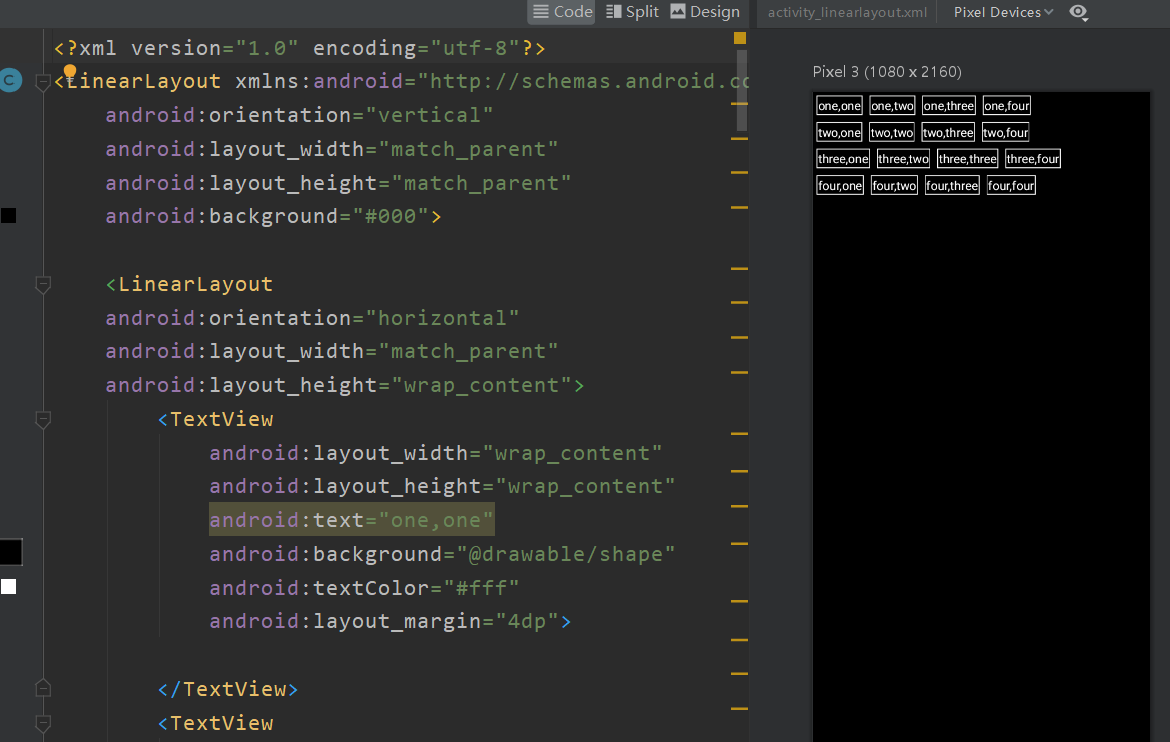 Code Split Design activity_linearlayout.xml Pixel Devices
<?xml version="1.0" encoding="utf-8"?>
<LinearLayout xmlns:android="http://schemas.android.co
android:orientation="vertical"
android:layout_width="match_parent"
android:layout_height="match_parent"
android:background="#000">
<LinearLayout
android:orientation="horizontal"
android:layout_width="match_parent"
android:layout_height="wrap_content">
<TextView
android:layout_width="wrap_content"
android:layout_height="wrap_content"
android:text="one,one"
android:background="@drawable/shape"
android:textColor="#fff"
android:layout_margin="4dp">
</TextView>
<TextView
C
Pixel 3 (1080 x 2160)
one,one one,two one,three one,four
two,one two,two two,three two,four
three,one three,two three,three three,four
four,one four,two four,three four,four